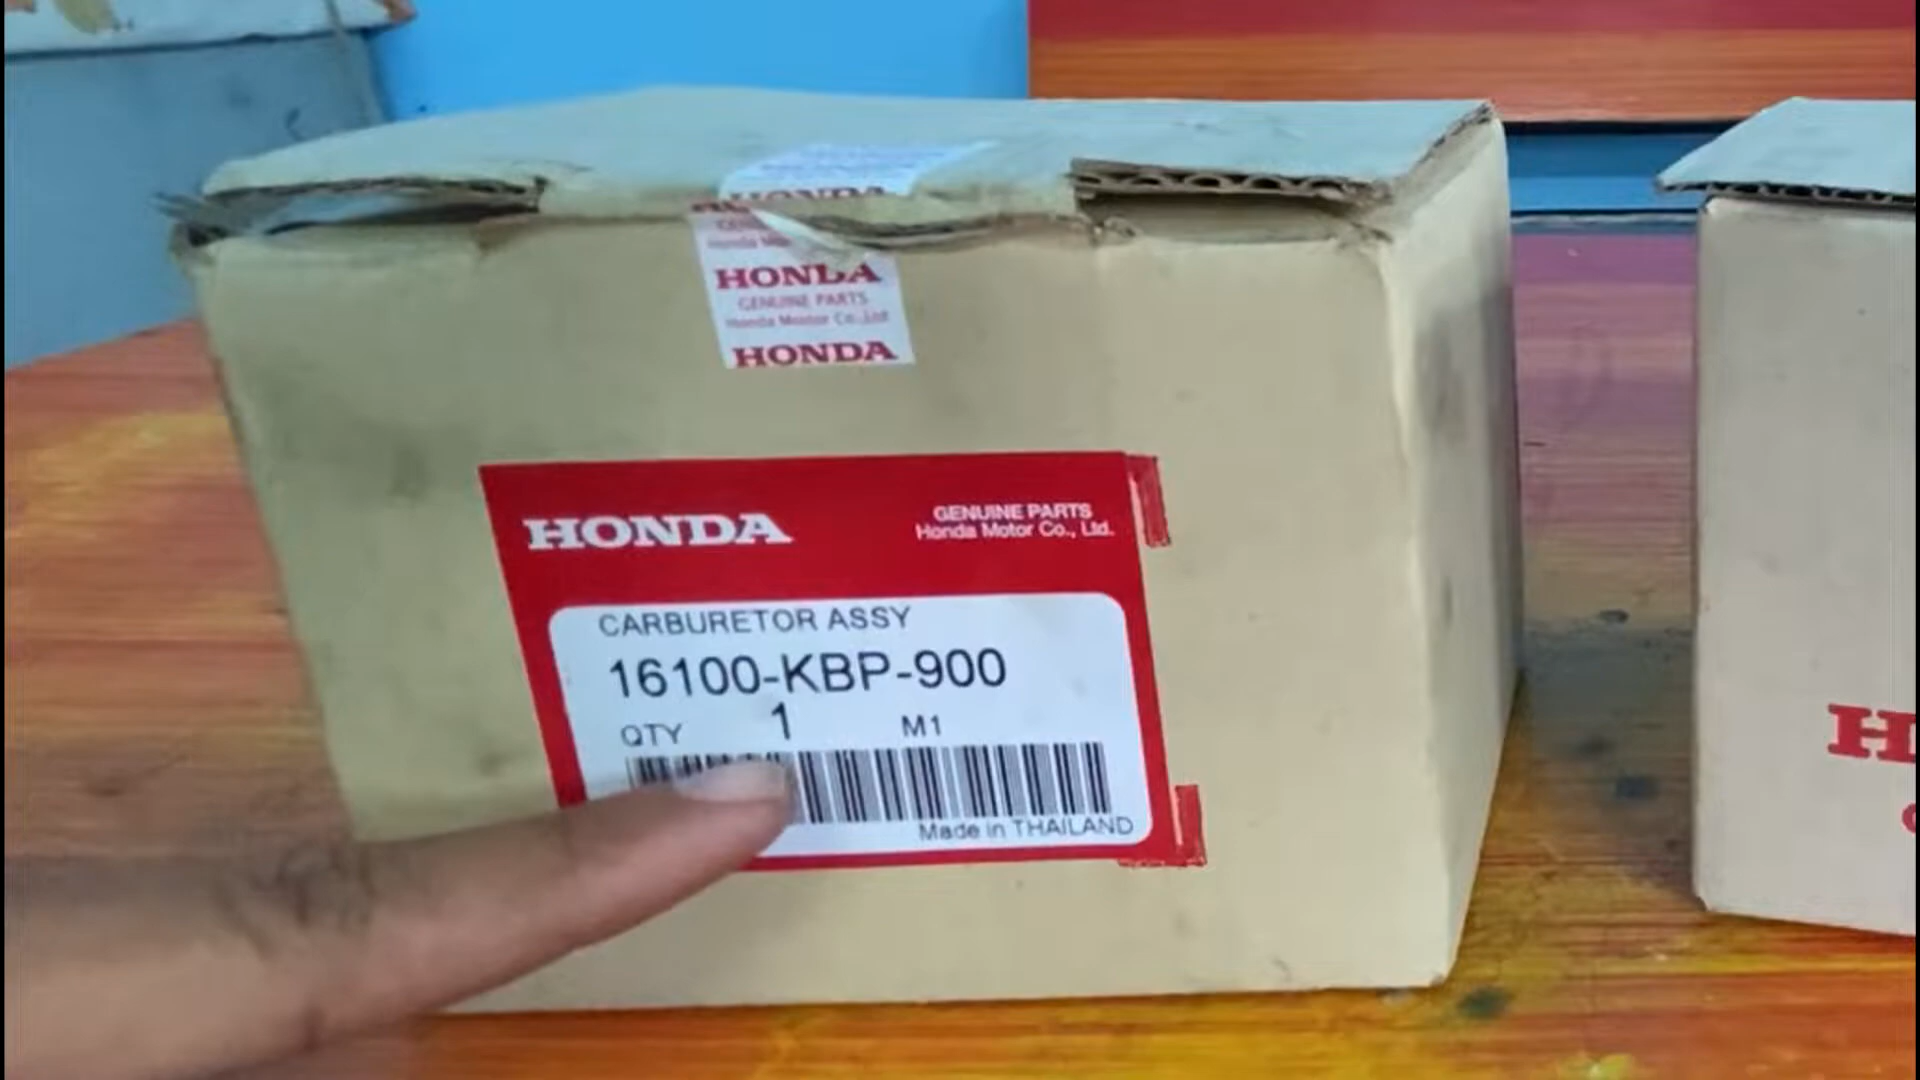 HONDA
HONDA
GENUINE PARTS
Honda Motor Co.,Ltd
HONDA
HONDA
GENUINE PARTS
Honda Motor Co., Ltd.
CARBURETOR ASSY
16100-KBP-900
QTY 1 M1
Made in THAILAND
H